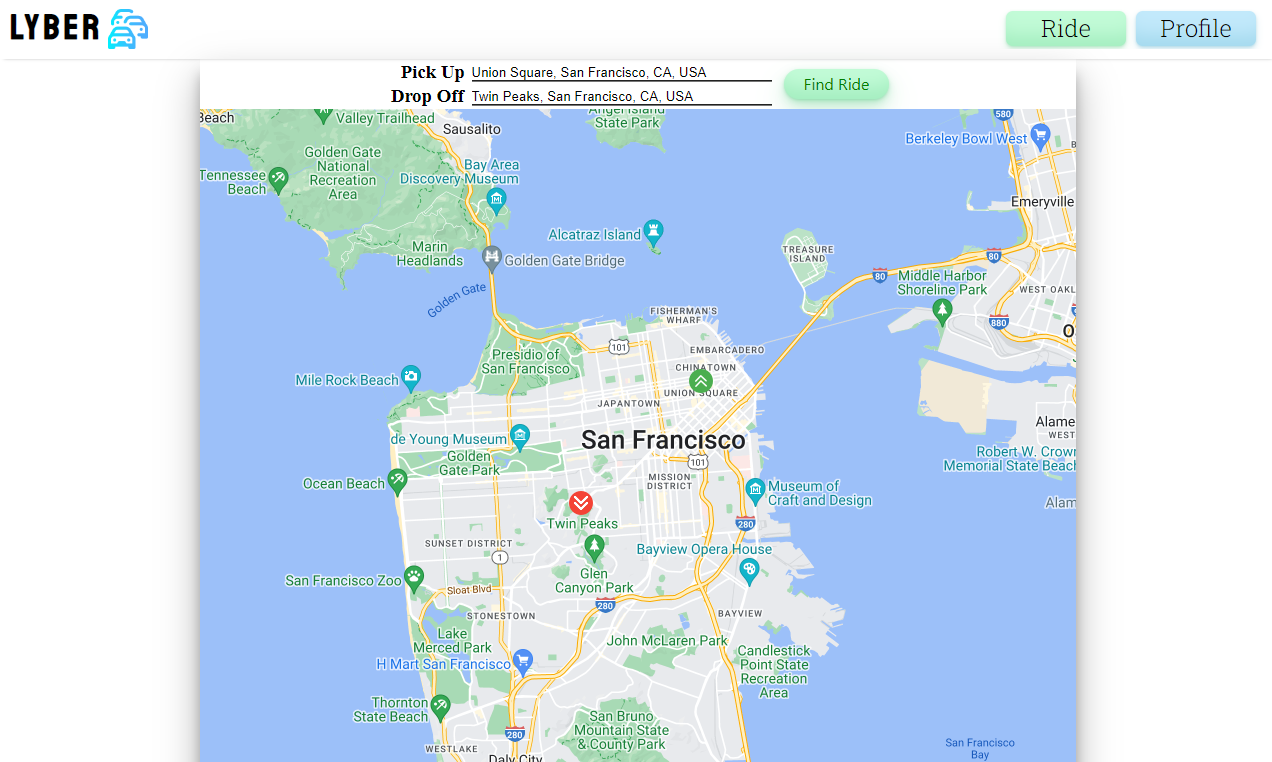 LYBER
Ride
Profile
Pick Up
Union Square, San Francisco, CA, USA
Drop Off
Twin Peaks, San Francisco, CA, USA
Find Ride
Beach
Valley Trailhead
Sausalito
Angel Island
State Park
580
Berkeley Bowl West
Golden Gate
National
Recreation
Area
Tennessee
Beach
Bay Area
Discovery Museum
Emeryville
Alcatraz Island
Marin
Headlands
Golden Gate Bridge
TREASURE
ISLAND
80
80
Middle Harbor
Shoreline Park
WEST OAKL
Golden Gate
FISHERMAN'S
WHARF
880
O
101
EMBARCADERO
Presidio of
San Francisco
CHINATOWN
Mile Rock Beach
UNION SQUARE
JAPANTOWN
de Young Museum
San Francisco
Alame
WEST
Golden
Gate Park
101
Robert W. Crown
Memorial State Beach
Ocean Beach
MISSION
DISTRICT
Museum of
Craft and Design
Alam
Twin Peaks
280
SUNSET DISTRICT
1
Bayview Opera House
San Francisco Zoo
Glen
Canyon Park
Sloat Blvd
280
STONESTOWN
BAYVIEW
Lake
Merced Park
John McLaren Park
H Mart San Francisco
Candlestick
Point State
Recreation
Area
Thornton
State Beach
San Bruno
Mountain State
& County Park
280
WESTLAKE
Daly City
San Francisco
Bay